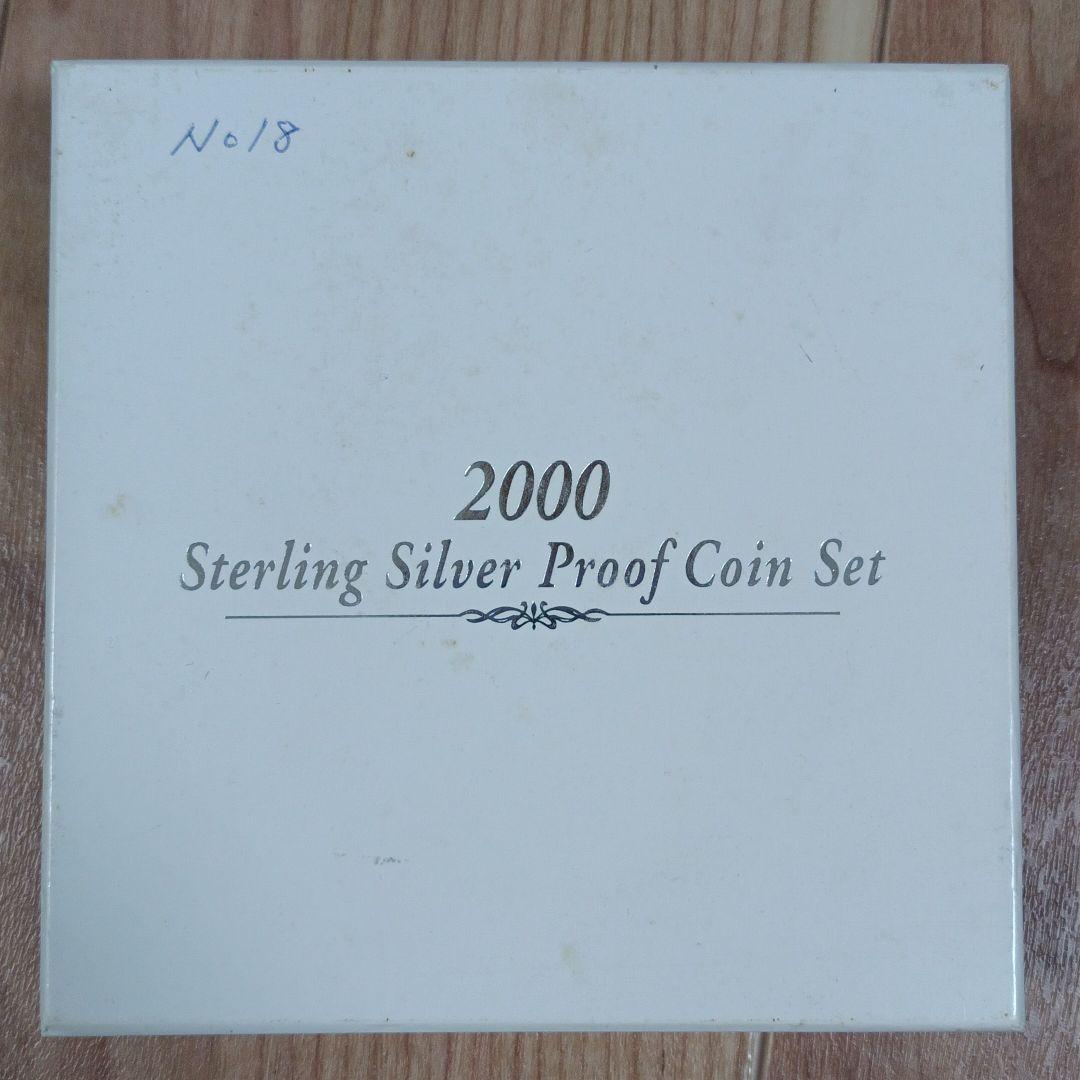 No18
2000
Sterling Silver Proof Coin Set